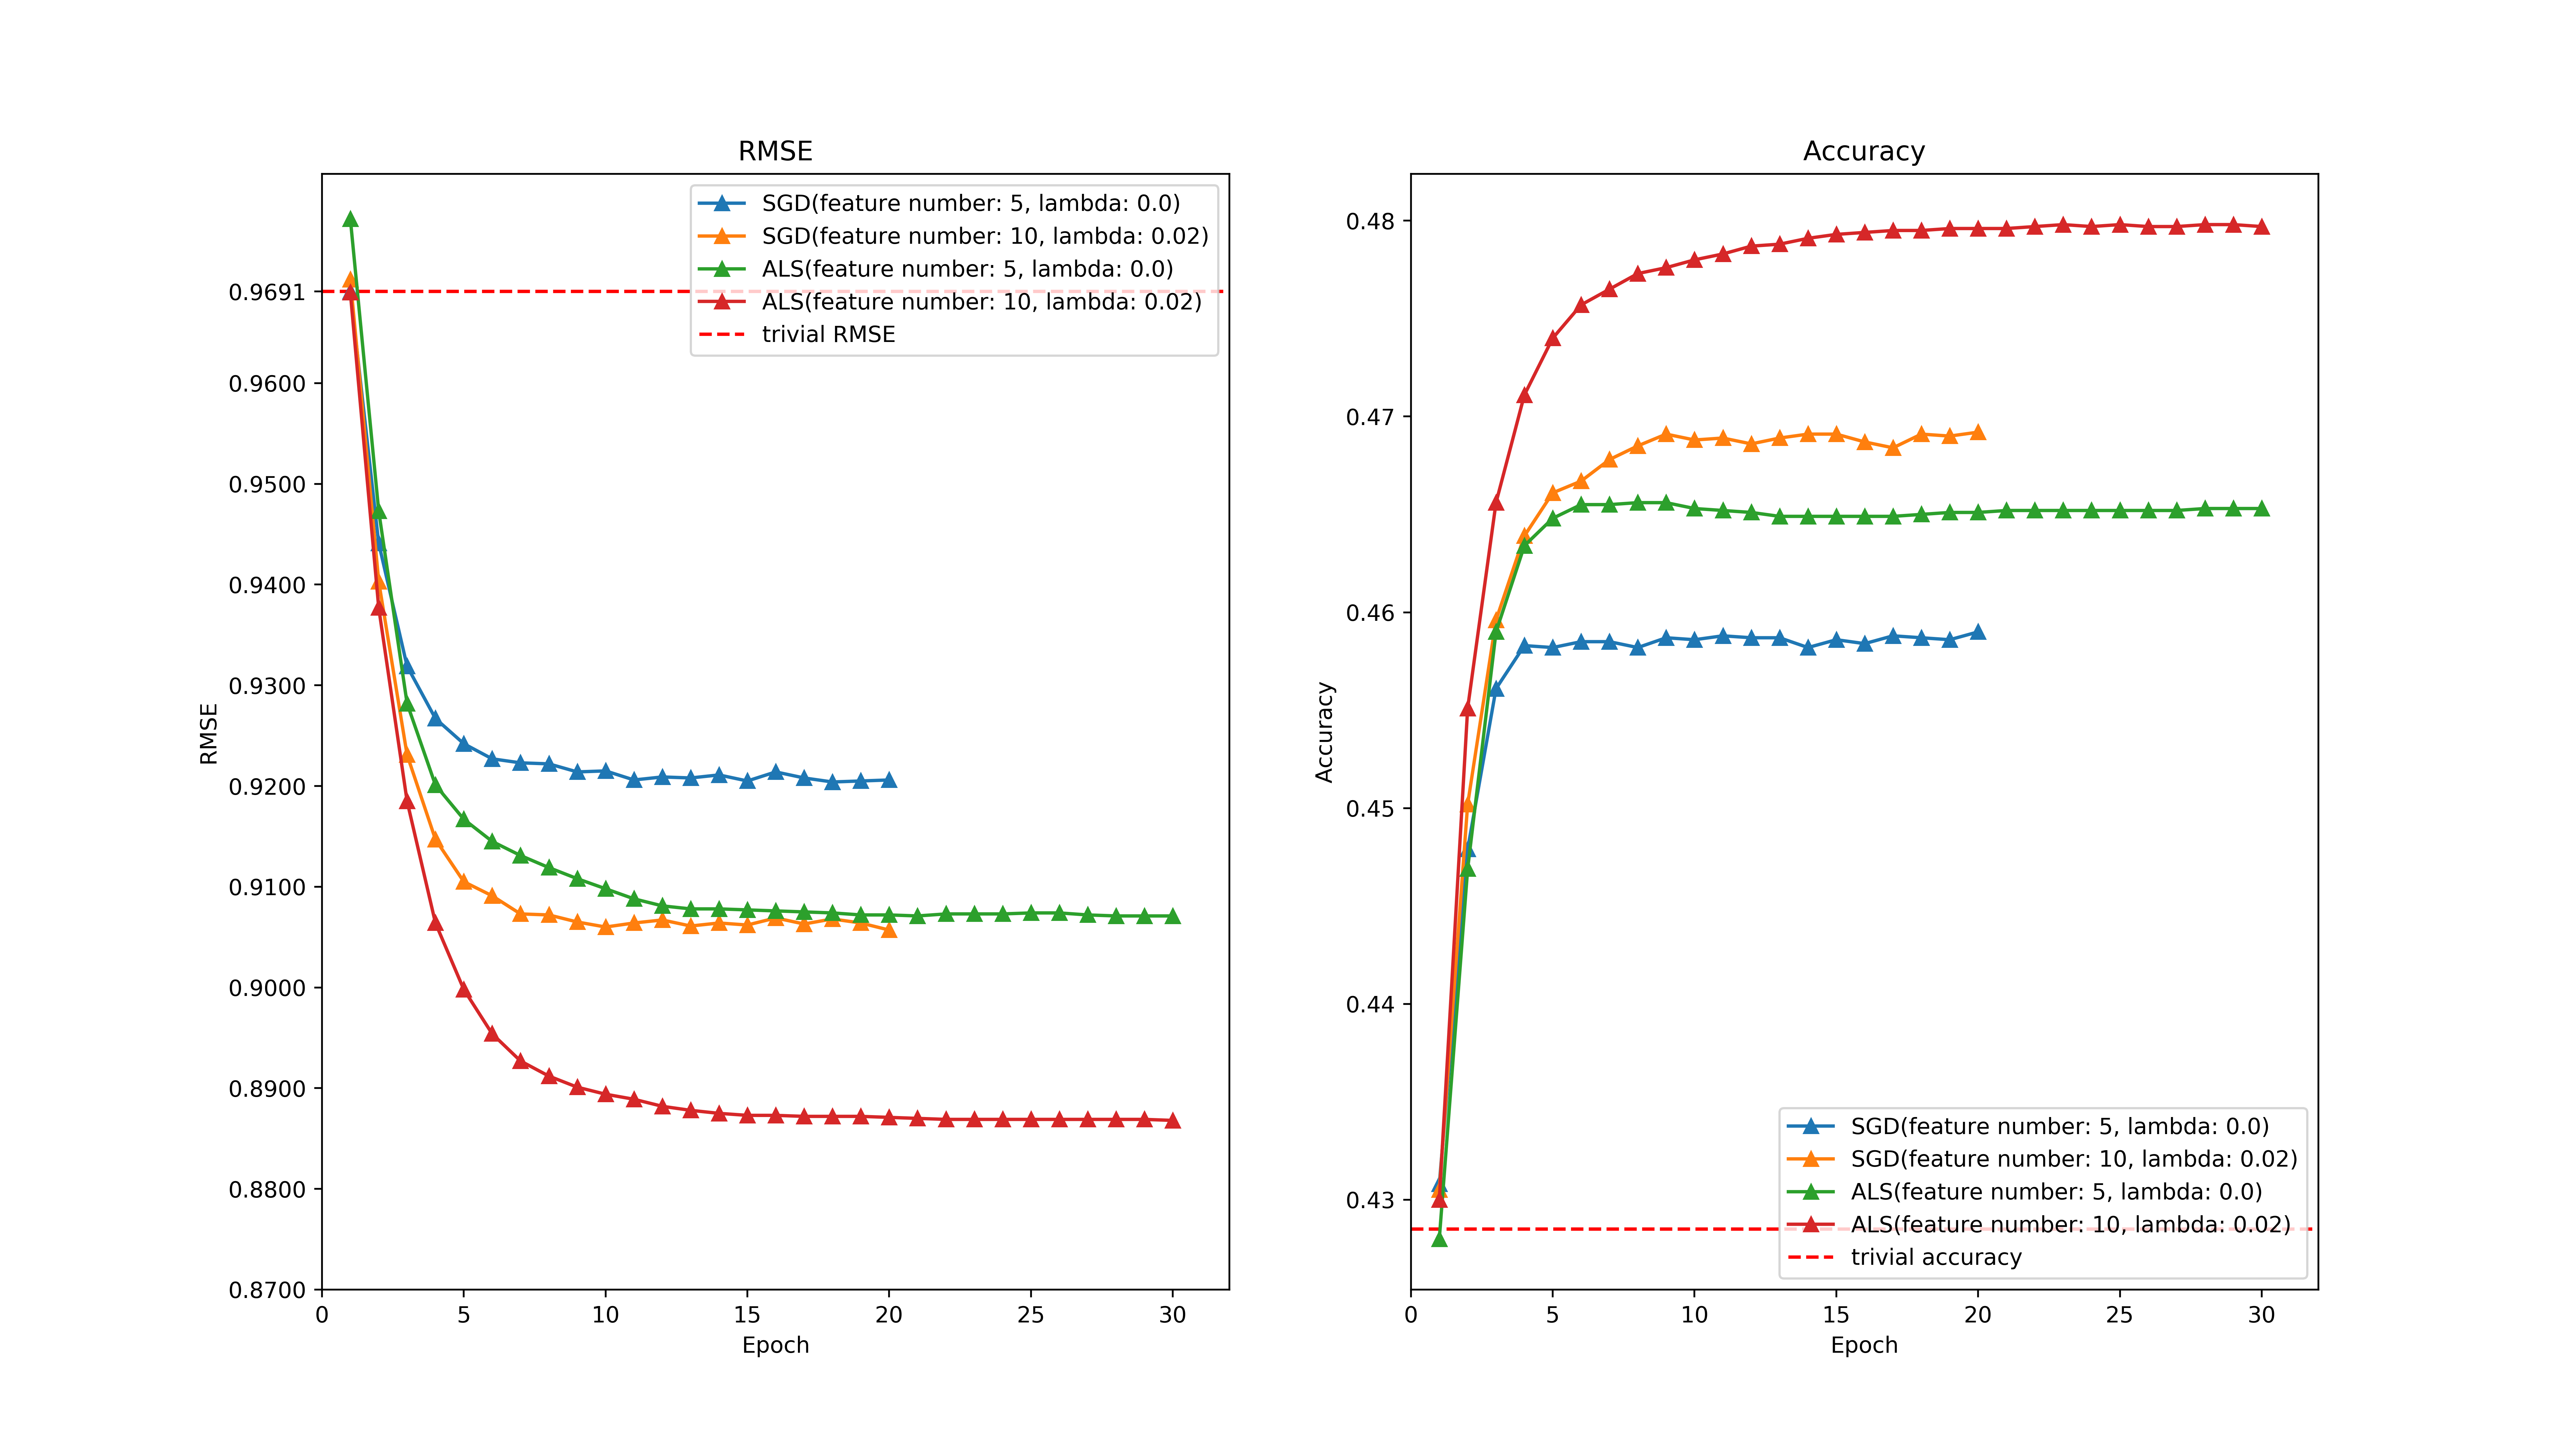 RMSE
SGD(feature number: 5, lambda: 0.0)
SGD(feature number: 10, lambda: 0.02)
ALS(feature number: 5, lambda: 0.0)
ALS(feature number: 10, lambda: 0.02)
trivial RMSE
0.9691
0.9600
0.9500
0.9400
0.9300
0.9200
0.9100
0.9000
0.8900
0.8800
0.8700
RMSE
0 5 10 15 20 25 30
Epoch
Accuracy
0.48
0.47
0.46
0.45
0.44
0.43
Accuracy
SGD(feature number: 5, lambda: 0.0)
SGD(feature number: 10, lambda: 0.02)
ALS(feature number: 5, lambda: 0.0)
ALS(feature number: 10, lambda: 0.02)
trivial accuracy
0 5 10 15 20 25 30
Epoch